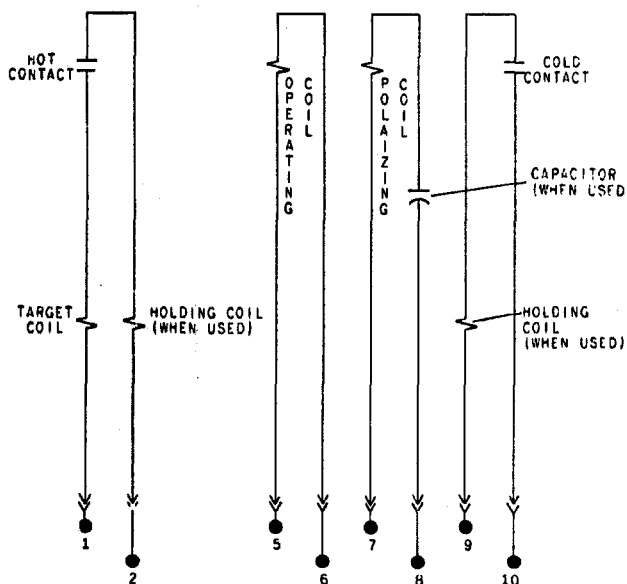 HOT
CONTACT
OPERATING
COIL
POLAIZING
COIL
COLD
CONTACT
CAPACITOR
(WHEN USED
TARGET
COIL
HOLDING COIL
(WHEN USED)
HOLDING
COIL
(WHEN USED)
1
2
5
6
7
8
9
10